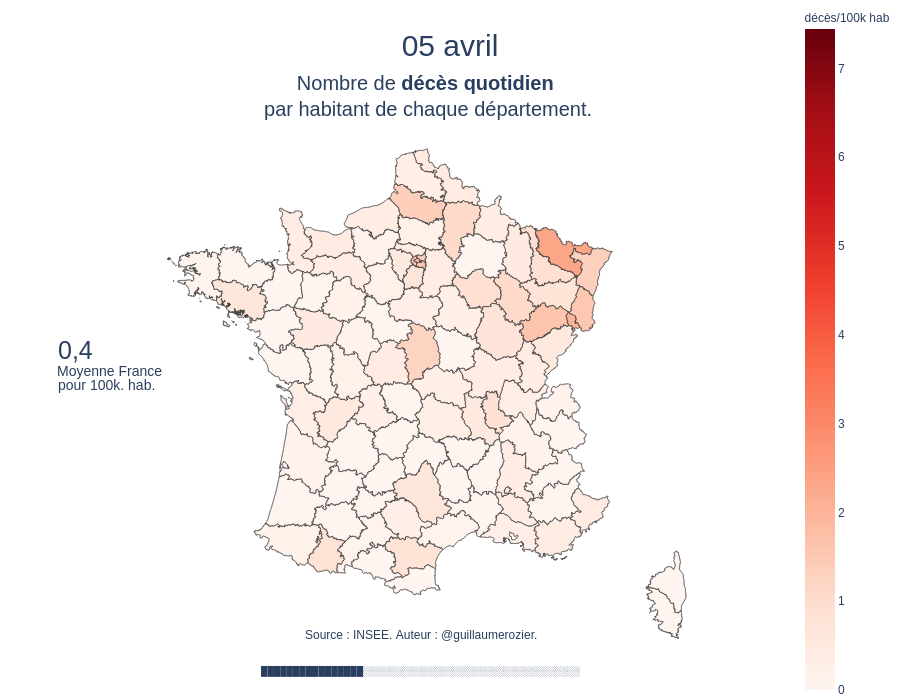 décès/100k hab
05 avril
Nombre de décès quotidien
par habitant de chaque département.
7
6
5
4
3
2
1
0
0,4
Moyenne France
pour 100k. hab.
Source : INSEE. Auteur : @guillaumerozier.